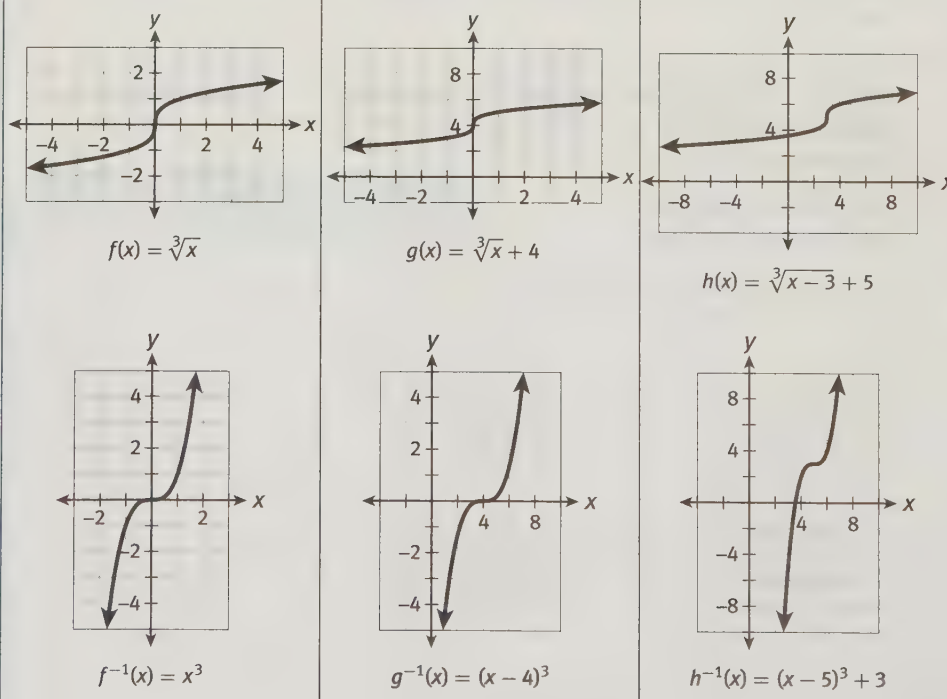 y
2
x
-4 -2 2 4
-2
f(x) = ∛x
y
8
4
x
-4 -2 2 4
g(x) = ∛x + 4
y
8
4
-8 -4 4 8
h(x) = ∛(x − 3) + 5
y
4
2
x
-2 2
-2
-4
f⁻¹(x) = x³
y
4
2
x
4 8
-2
-4
g⁻¹(x) = (x − 4)³
y
8
4
x
4 8
-4
-8
h⁻¹(x) = (x − 5)³ + 3